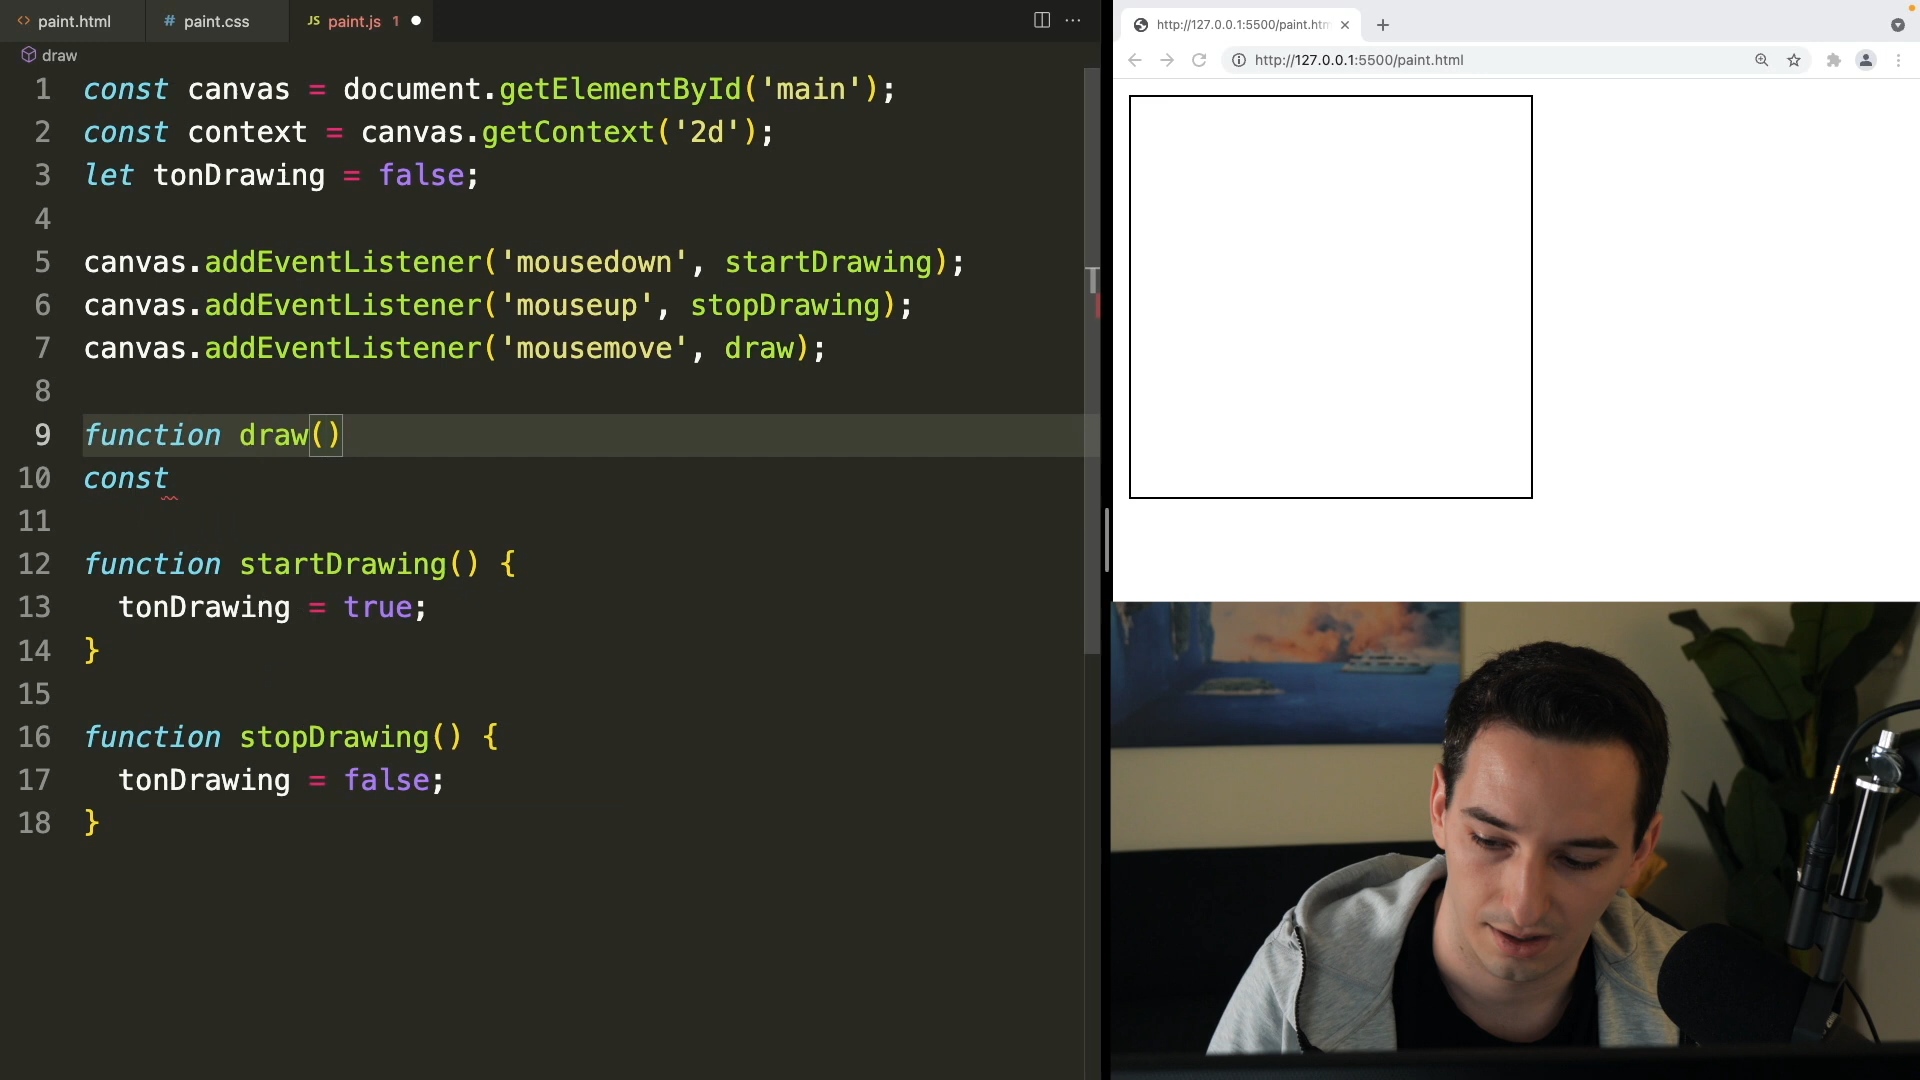 paint.html
paint.css
JS paint.js 1
draw
1 const canvas = document.getElementById('main');
2 const context = canvas.getContext('2d');
3 let tonDrawing = false;
4
5 canvas.addEventListener('mousedown', startDrawing);
6 canvas.addEventListener('mouseup', stopDrawing);
7 canvas.addEventListener('mousemove', draw);
8
9 function draw()
10 const
11
12 function startDrawing() {
13 tonDrawing = true;
14 }
15
16 function stopDrawing() {
17 tonDrawing = false;
18 }
http://127.0.0.1:5500/paint.htm
http://127.0.0.1:5500/paint.html